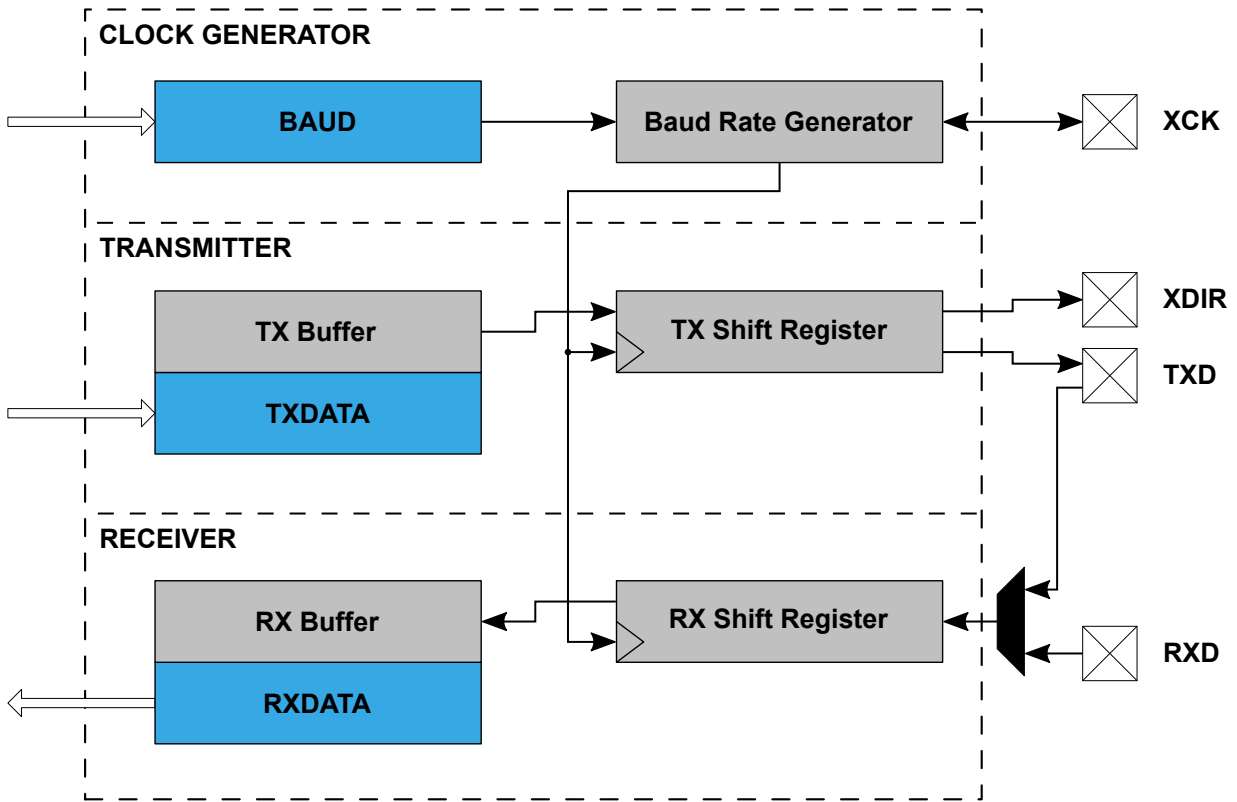 CLOCK GENERATOR
BAUD
Baud Rate Generator
XCK
TRANSMITTER
TX Buffer
TX Shift Register
XDIR
TXD
TXDATA
RECEIVER
RX Buffer
RX Shift Register
RXD
RXDATA